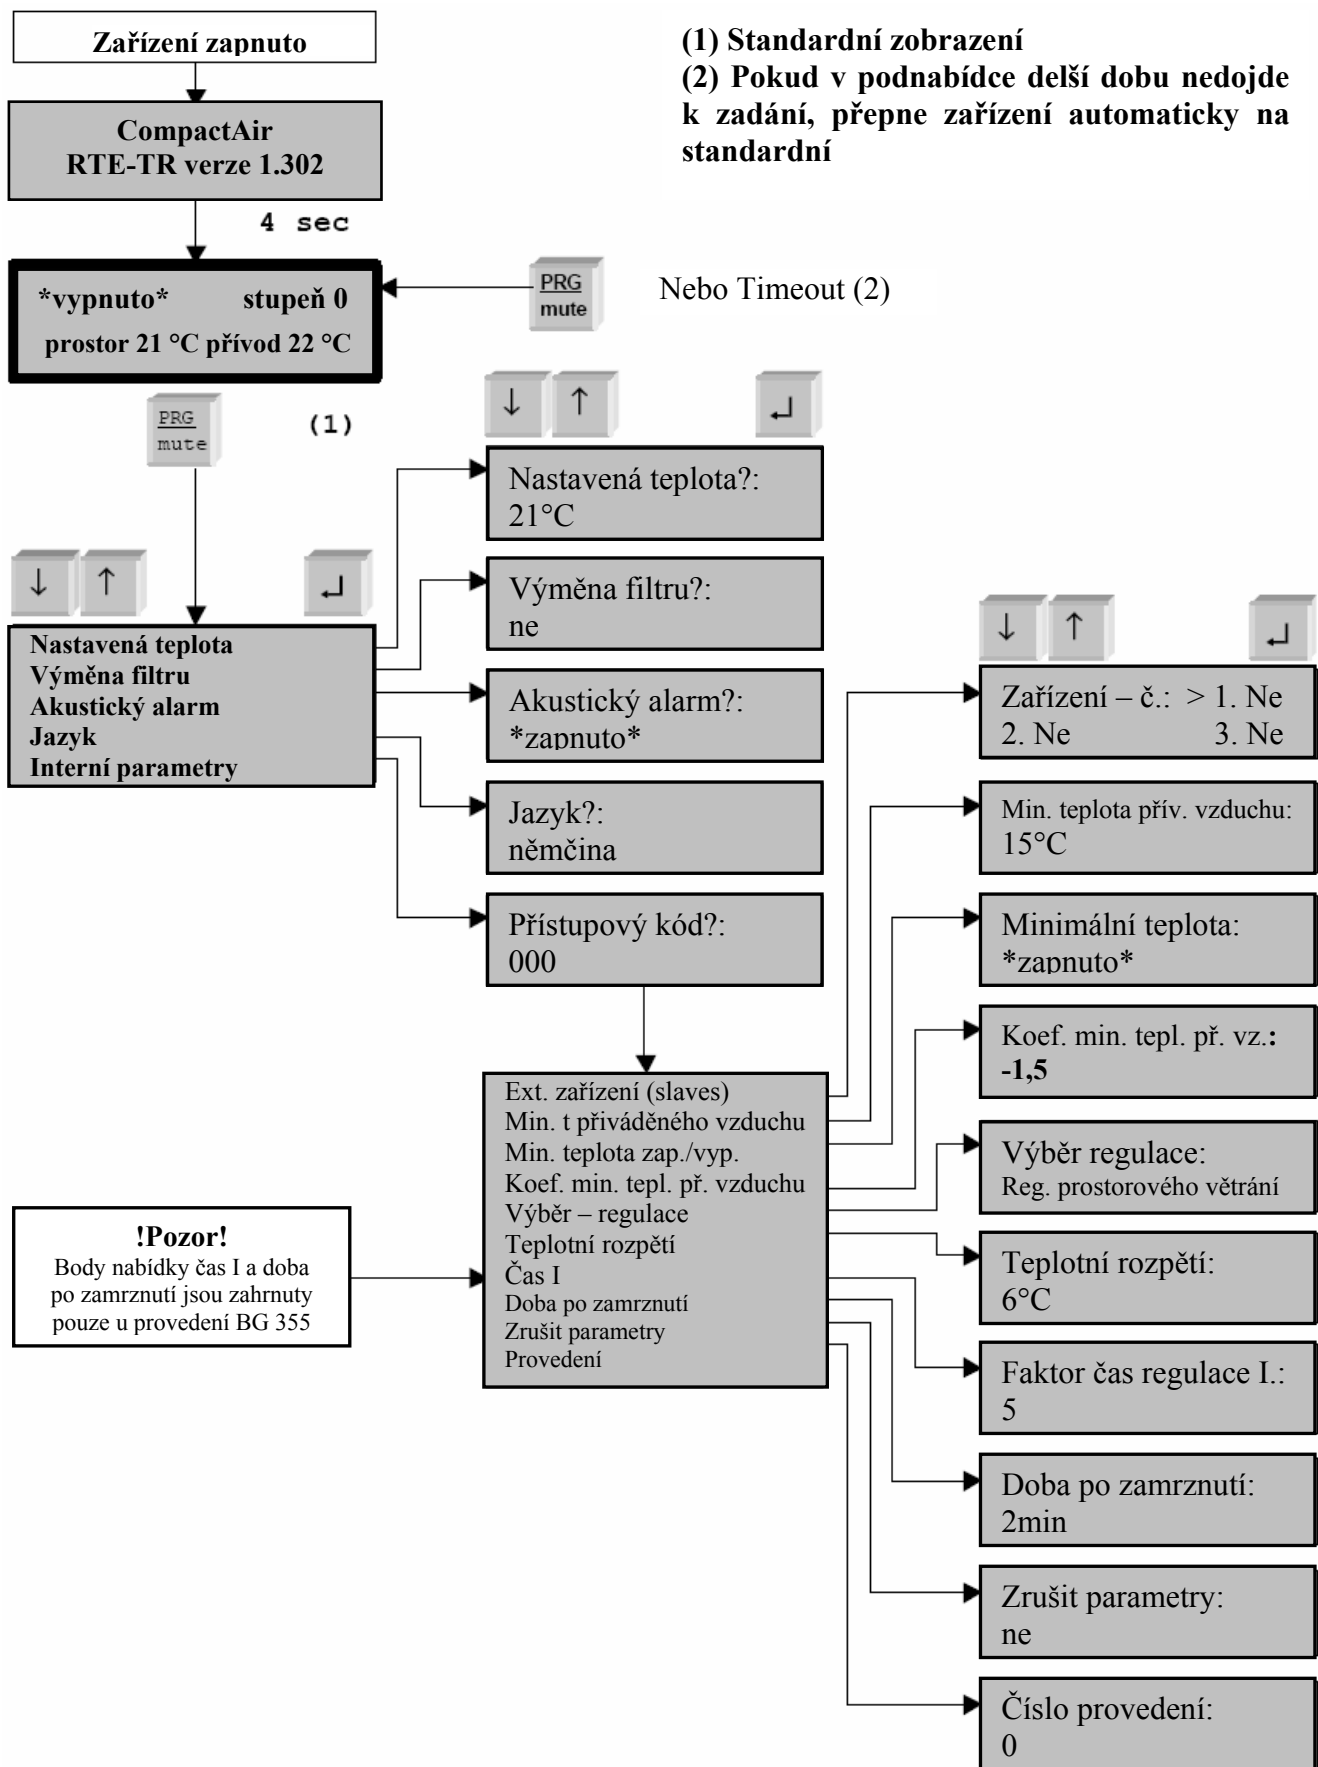 Zařízení zapnuto
(1) Standardní zobrazení
(2) Pokud v podnabídce delší dobu nedojde
k zadání, přepne zařízení automaticky na
standardní
CompactAir
RTE-TR verze 1.302
4 sec
*vypnuto* stupeň 0
prostor 21 °C přívod 22 °C
PRG
mute
Nebo Timeout (2)
PRG
mute
(1)
↓ ↑ ↵
Nastavená teplota?:
21°C
Výměna filtru?:
ne
Akustický alarm?:
*zapnuto*
Jazyk?:
němčina
Přístupový kód?:
000
↓ ↑ ↵
Nastavená teplota
Výměna filtru
Akustický alarm
Jazyk
Interní parametry
↓ ↑ ↵
Zařízení – č.: > 1. Ne
2. Ne 3. Ne
Min. teplota přív. vzduchu:
15°C
Minimální teplota:
*zapnuto*
Koef. min. tepl. př. vz.:
-1,5
Výběr regulace:
Reg. prostorového větrání
Teplotní rozpětí:
6°C
Faktor čas regulace I.:
5
Doba po zamrznutí:
2min
Zrušit parametry:
ne
Číslo provedení:
0
Ext. zařízení (slaves)
Min. t přiváděného vzduchu
Min. teplota zap./vyp.
Koef. min. tepl. př. vzduchu
Výběr – regulace
Teplotní rozpětí
Čas I
Doba po zamrznutí
Zrušit parametry
Provedení
!Pozor!
Body nabídky čas I a doba
po zamrznutí jsou zahrnuty
pouze u provedení BG 355